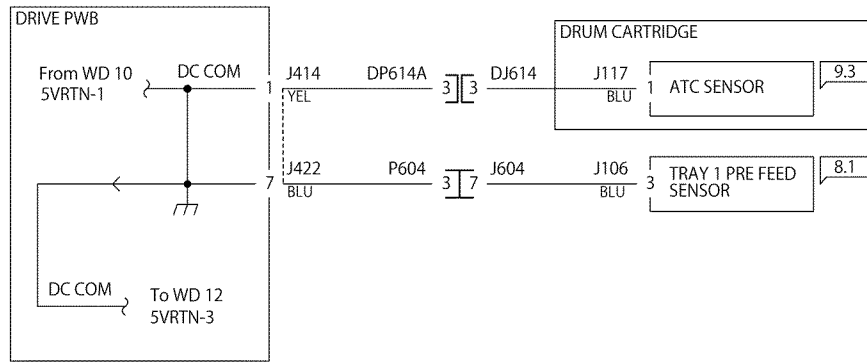 DRIVE PWB
DRUM CARTRIDGE
From WD 10
5VRTN-1
DC COM
1
J414
YEL
DP614A
3
3
DJ614
J117
BLU
1
ATC SENSOR
9.3
7
J422
BLU
P604
3
7
J604
J106
BLU
3
TRAY 1 PRE FEED
SENSOR
8.1
DC COM
To WD 12
5VRTN-3